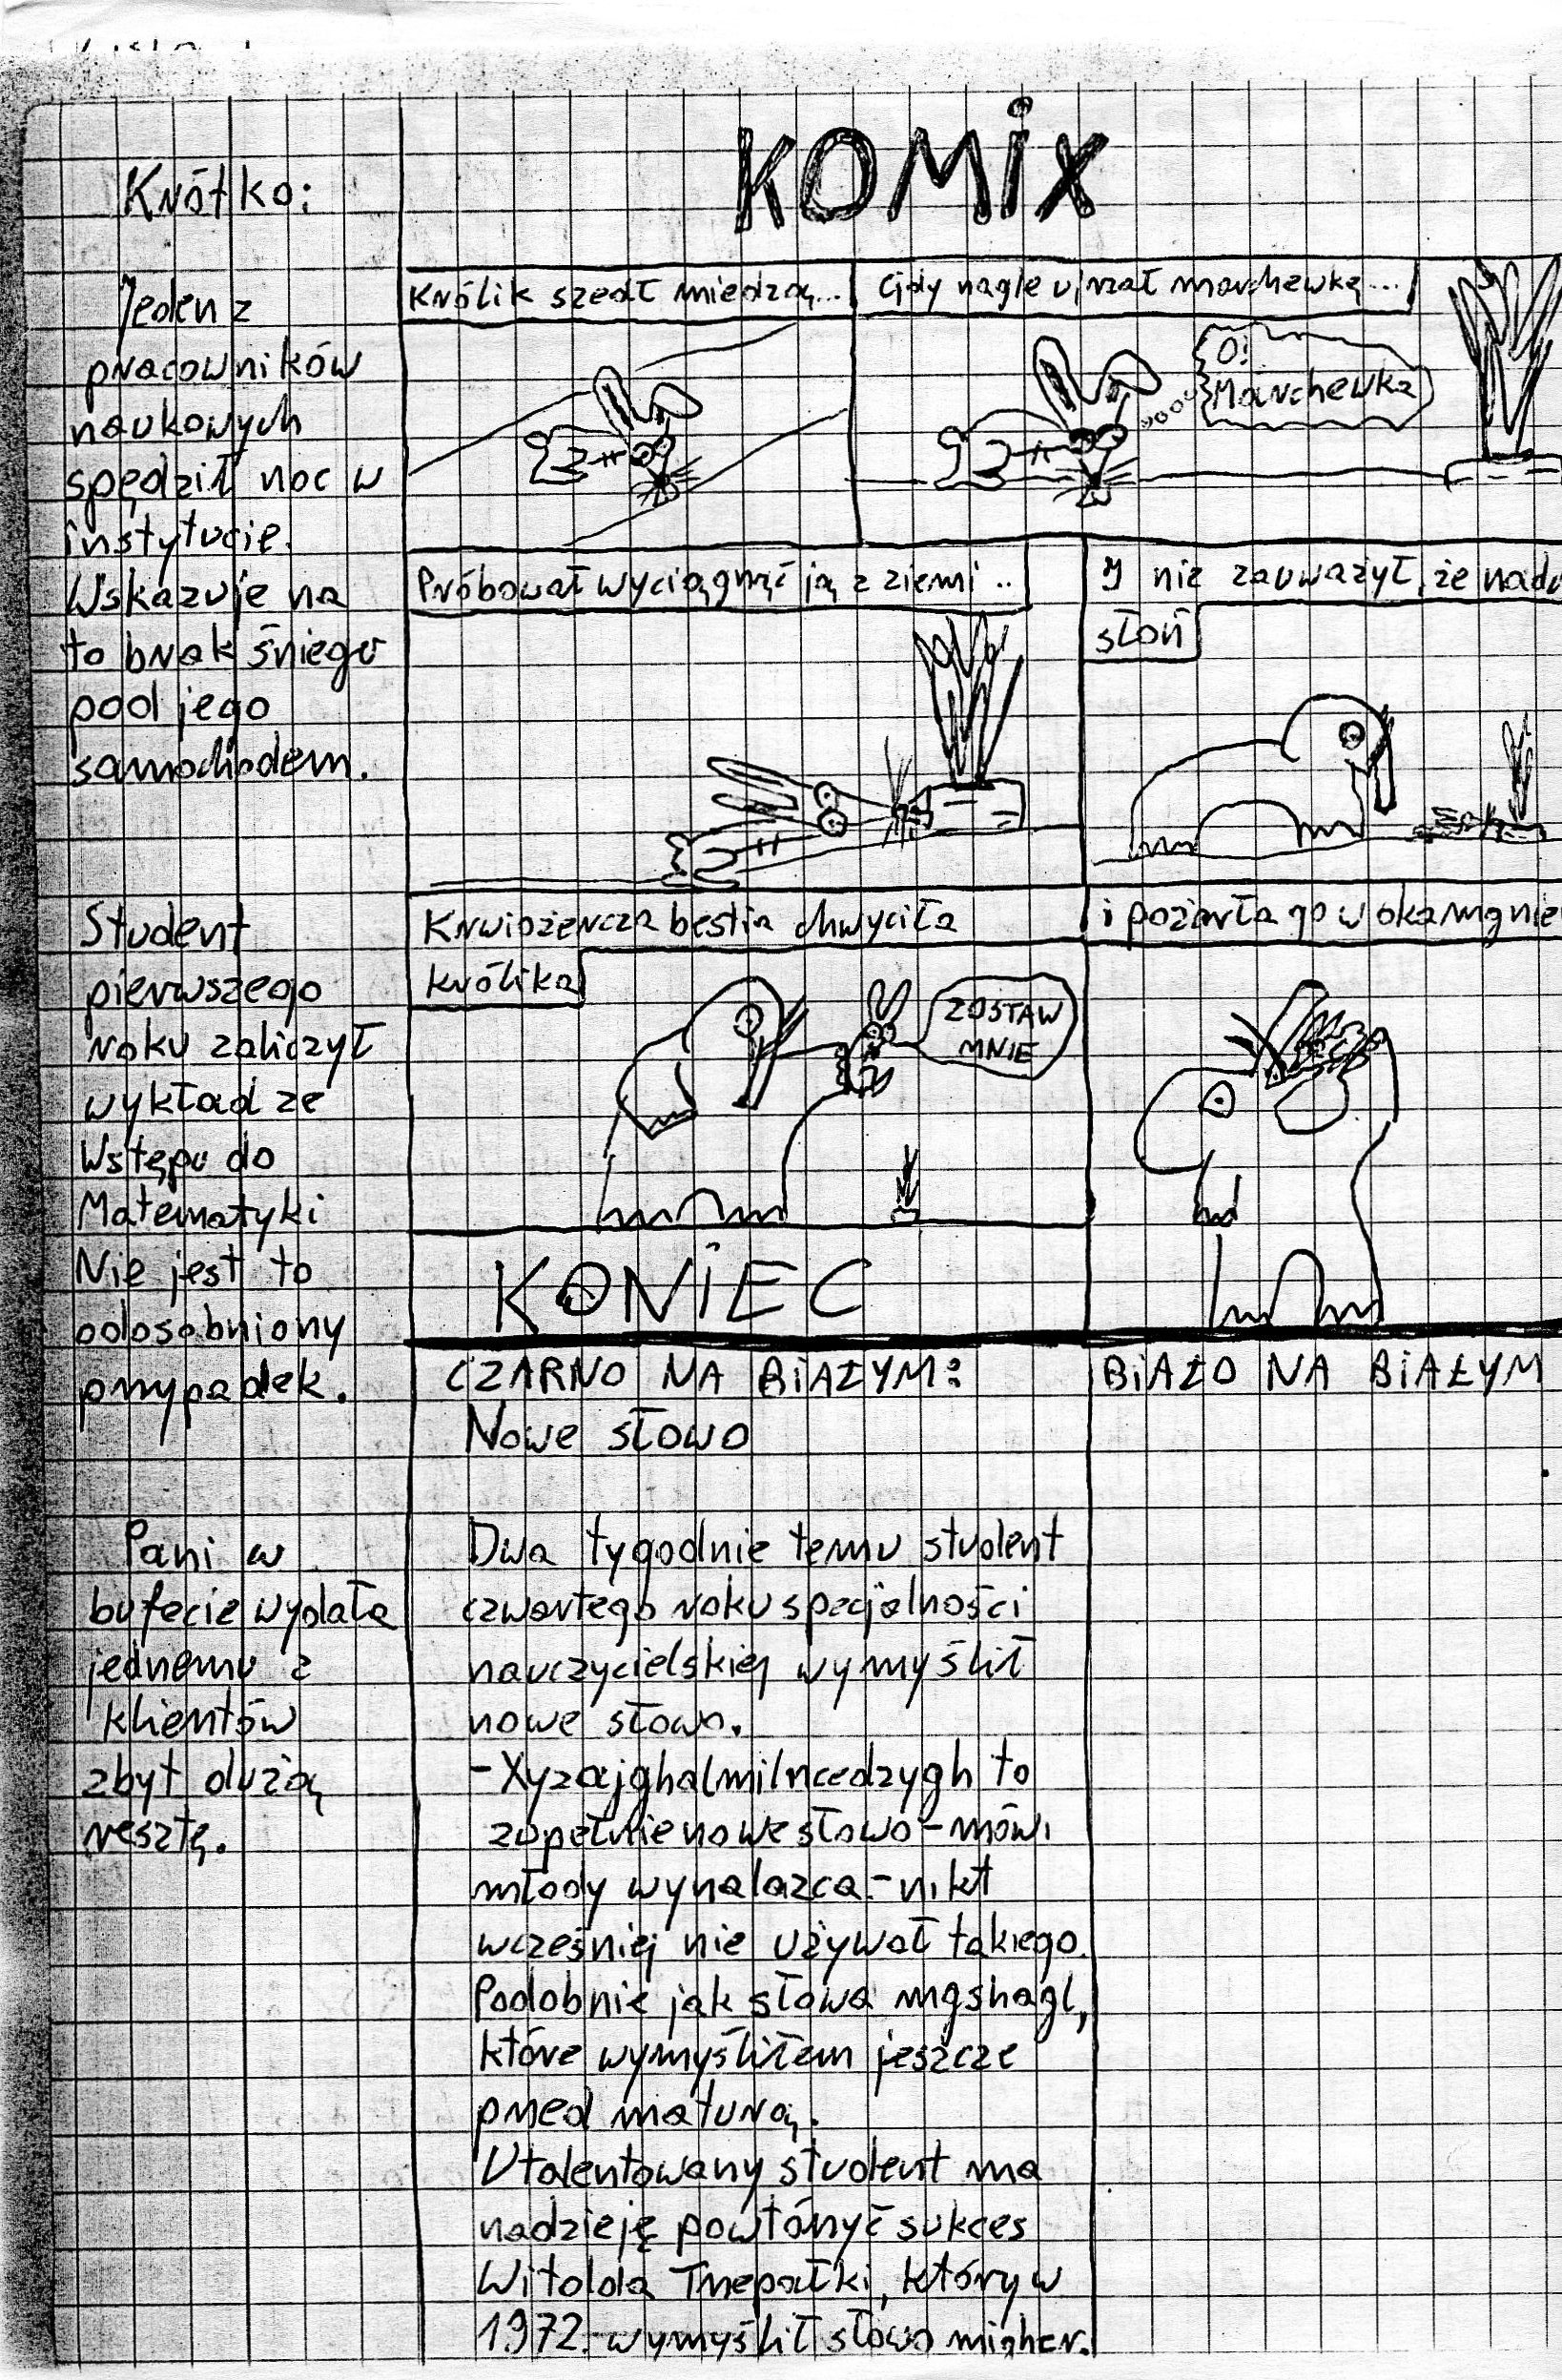 Krótko:
Jeden z
pracowników
naukowych
spędził noc w
instytucie.
Wskazuje na
to brak śniegu
pod jego
samochodem.
Student
pierwszego
roku zaliczył
wykład ze
Wstępu do
Matematyki
Nie jest to
odosobniony
przypadek.
Pani w
bufecie wydała
jednemu z
klientów
zbyt dużą
resztę.
KOMiX
Królik szedł miedzą...
Gdy nagle ujrzał marchewkę...
O!
Marchewka
Próbował wyciągnąć ją z ziemi ..
I nie zauważył, że nad
słoń
Krwiożercza bestia chwyciła
królika
ZOSTAW
MNIE
i pożarła go w okamgnie
KONiEC
CZARNO NA BiAŁYM:
Nowe słowo
Dwa tygodnie temu student
czwartego roku specjalności
nauczycielskiej wymyślił
nowe słowo.
- Xyzajghalmilncedzygh to
zupełnie nowe słowo - mówi
młody wynalazca - nikt
wcześniej nie używał takiego.
Podobnie jak słowa mgshagl,
które wymyśliłem jeszcze
przed maturą.
Utalentowany student ma
nadzieję powtórzyć sukces
Witolda Trzepałki, który w
1972 wymyślił słowo migher.
BiAŁO NA BiAŁYM